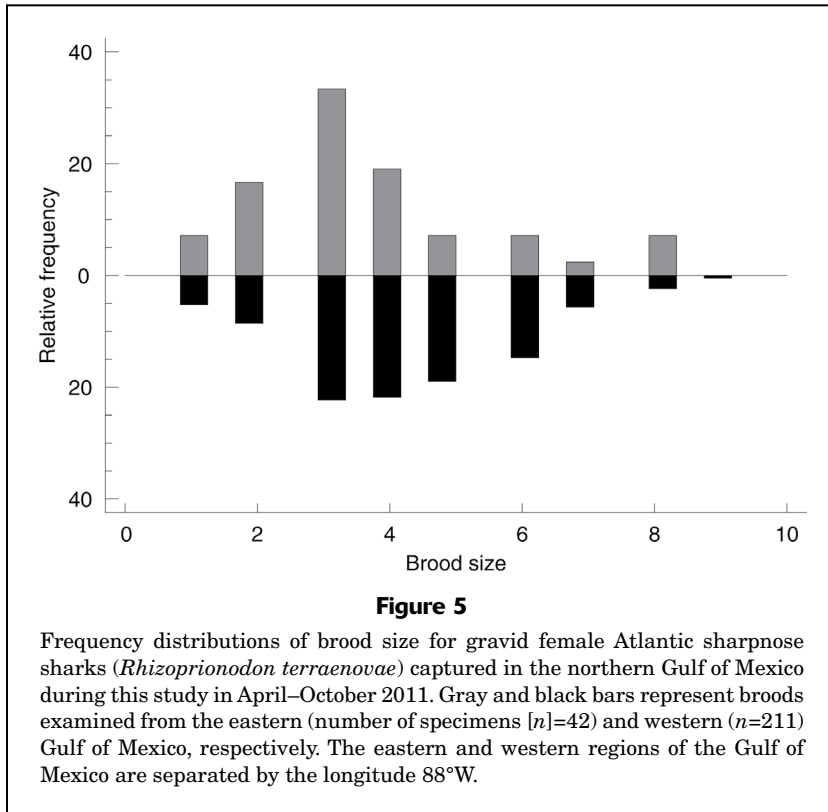 40
20
0
20
40
Relative frequency
0 2 4 6 8 10
Brood size
Figure 5
Frequency distributions of brood size for gravid female Atlantic sharpnose
sharks (Rhizoprionodon terraenovae) captured in the northern Gulf of Mexico
during this study in April–October 2011. Gray and black bars represent broods
examined from the eastern (number of specimens [n]=42) and western (n=211)
Gulf of Mexico, respectively. The eastern and western regions of the Gulf of
Mexico are separated by the longitude 88°W.